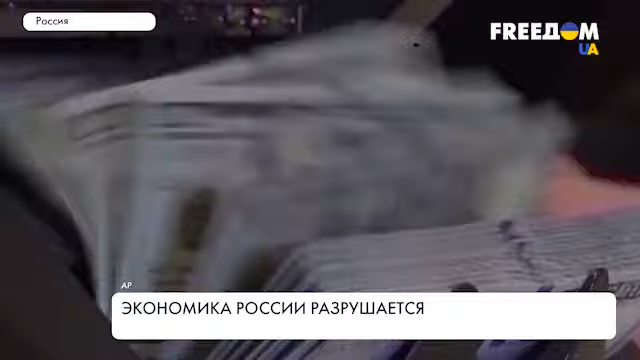 Россия
FREEДOM
UA
AP
ЭКОНОМИКА РОССИИ РАЗРУШАЕТСЯ